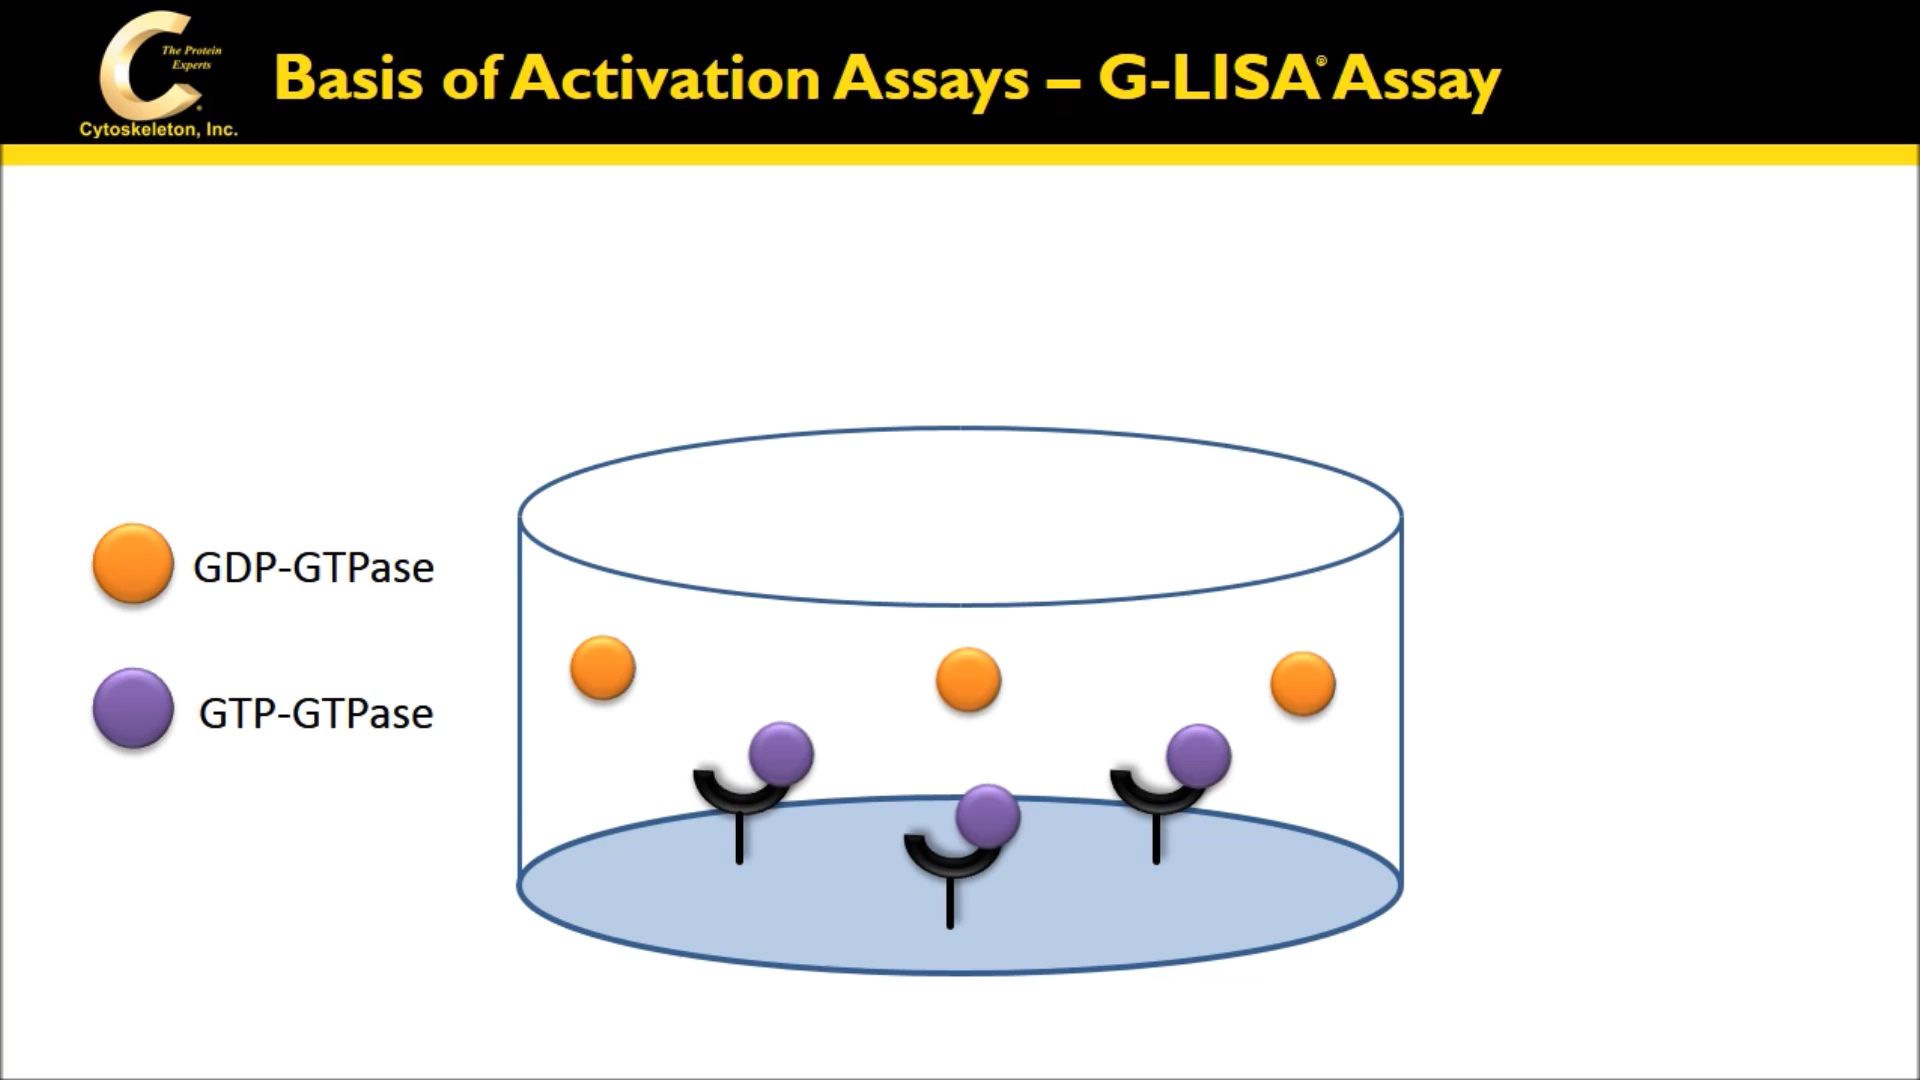 The Protein
Experts
Cytoskeleton, Inc.
Basis of Activation Assays – G-LISA® Assay
GDP-GTPase
GTP-GTPase